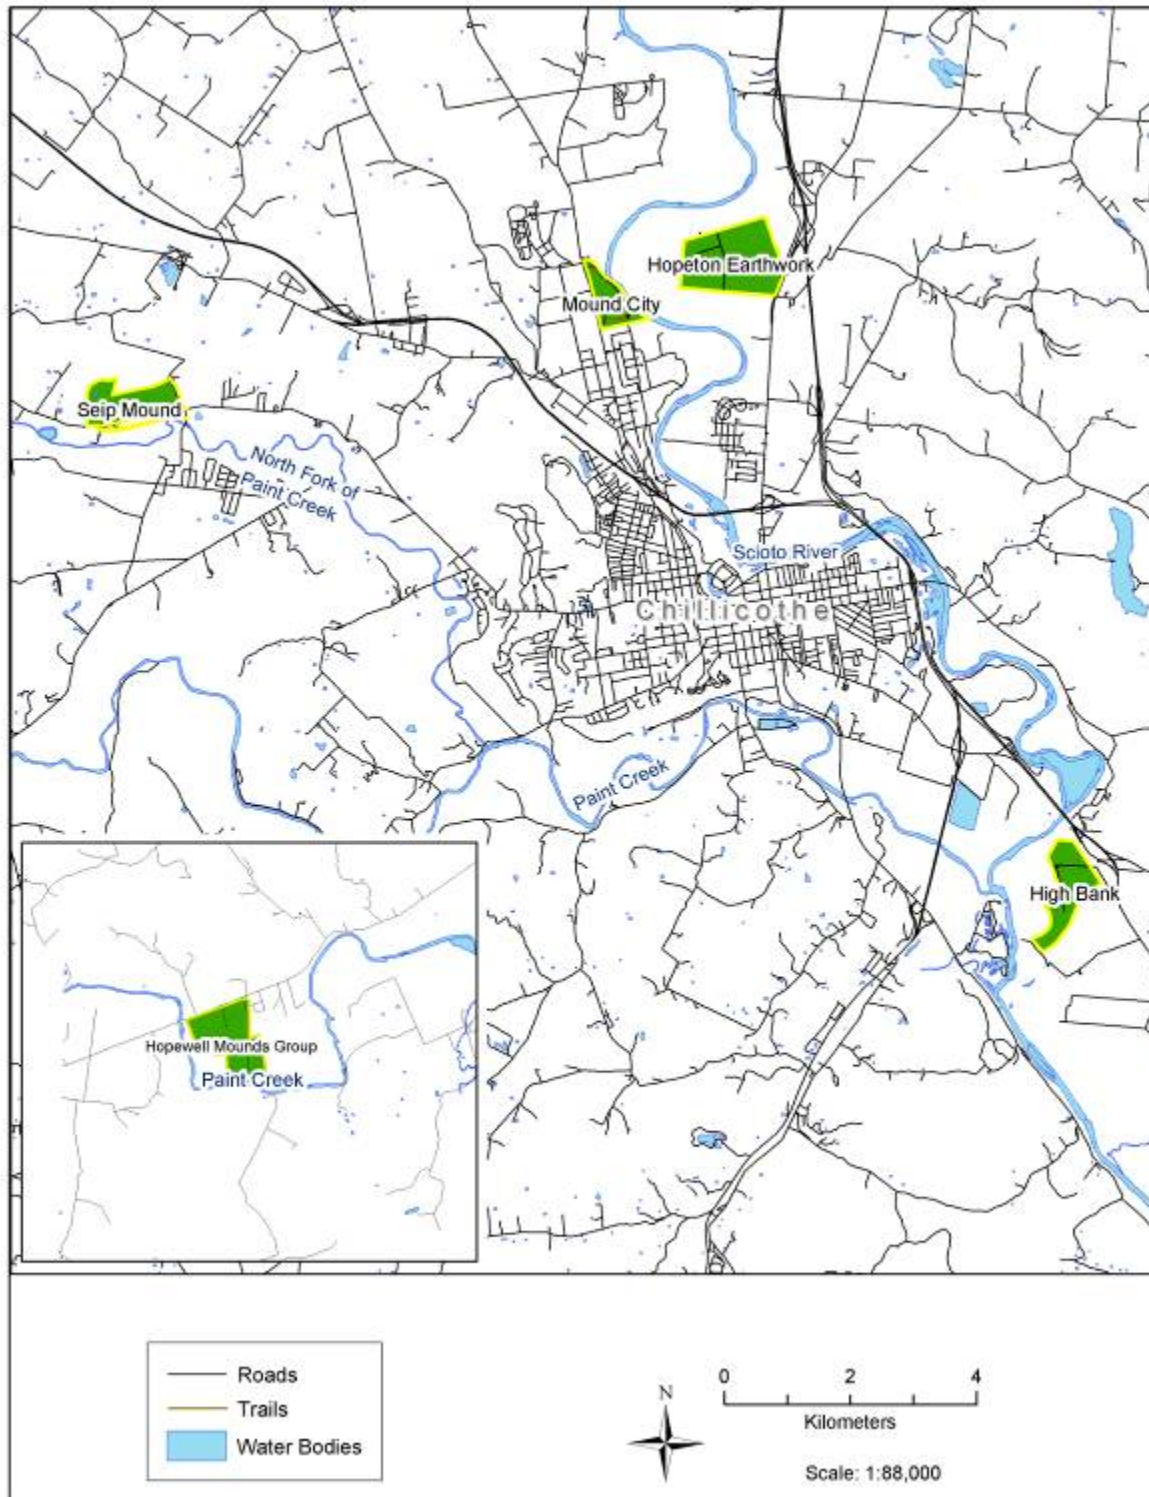 Hopeton Earthwork
Mound City
Seip Mound
North Fork of
Paint Creek
Scioto River
Chillicothe
Paint Creek
High Bank
Hopewell Mounds Group
Paint Creek
Roads
Trails
Water Bodies
N
0 2 4
Kilometers
Scale: 1:88,000